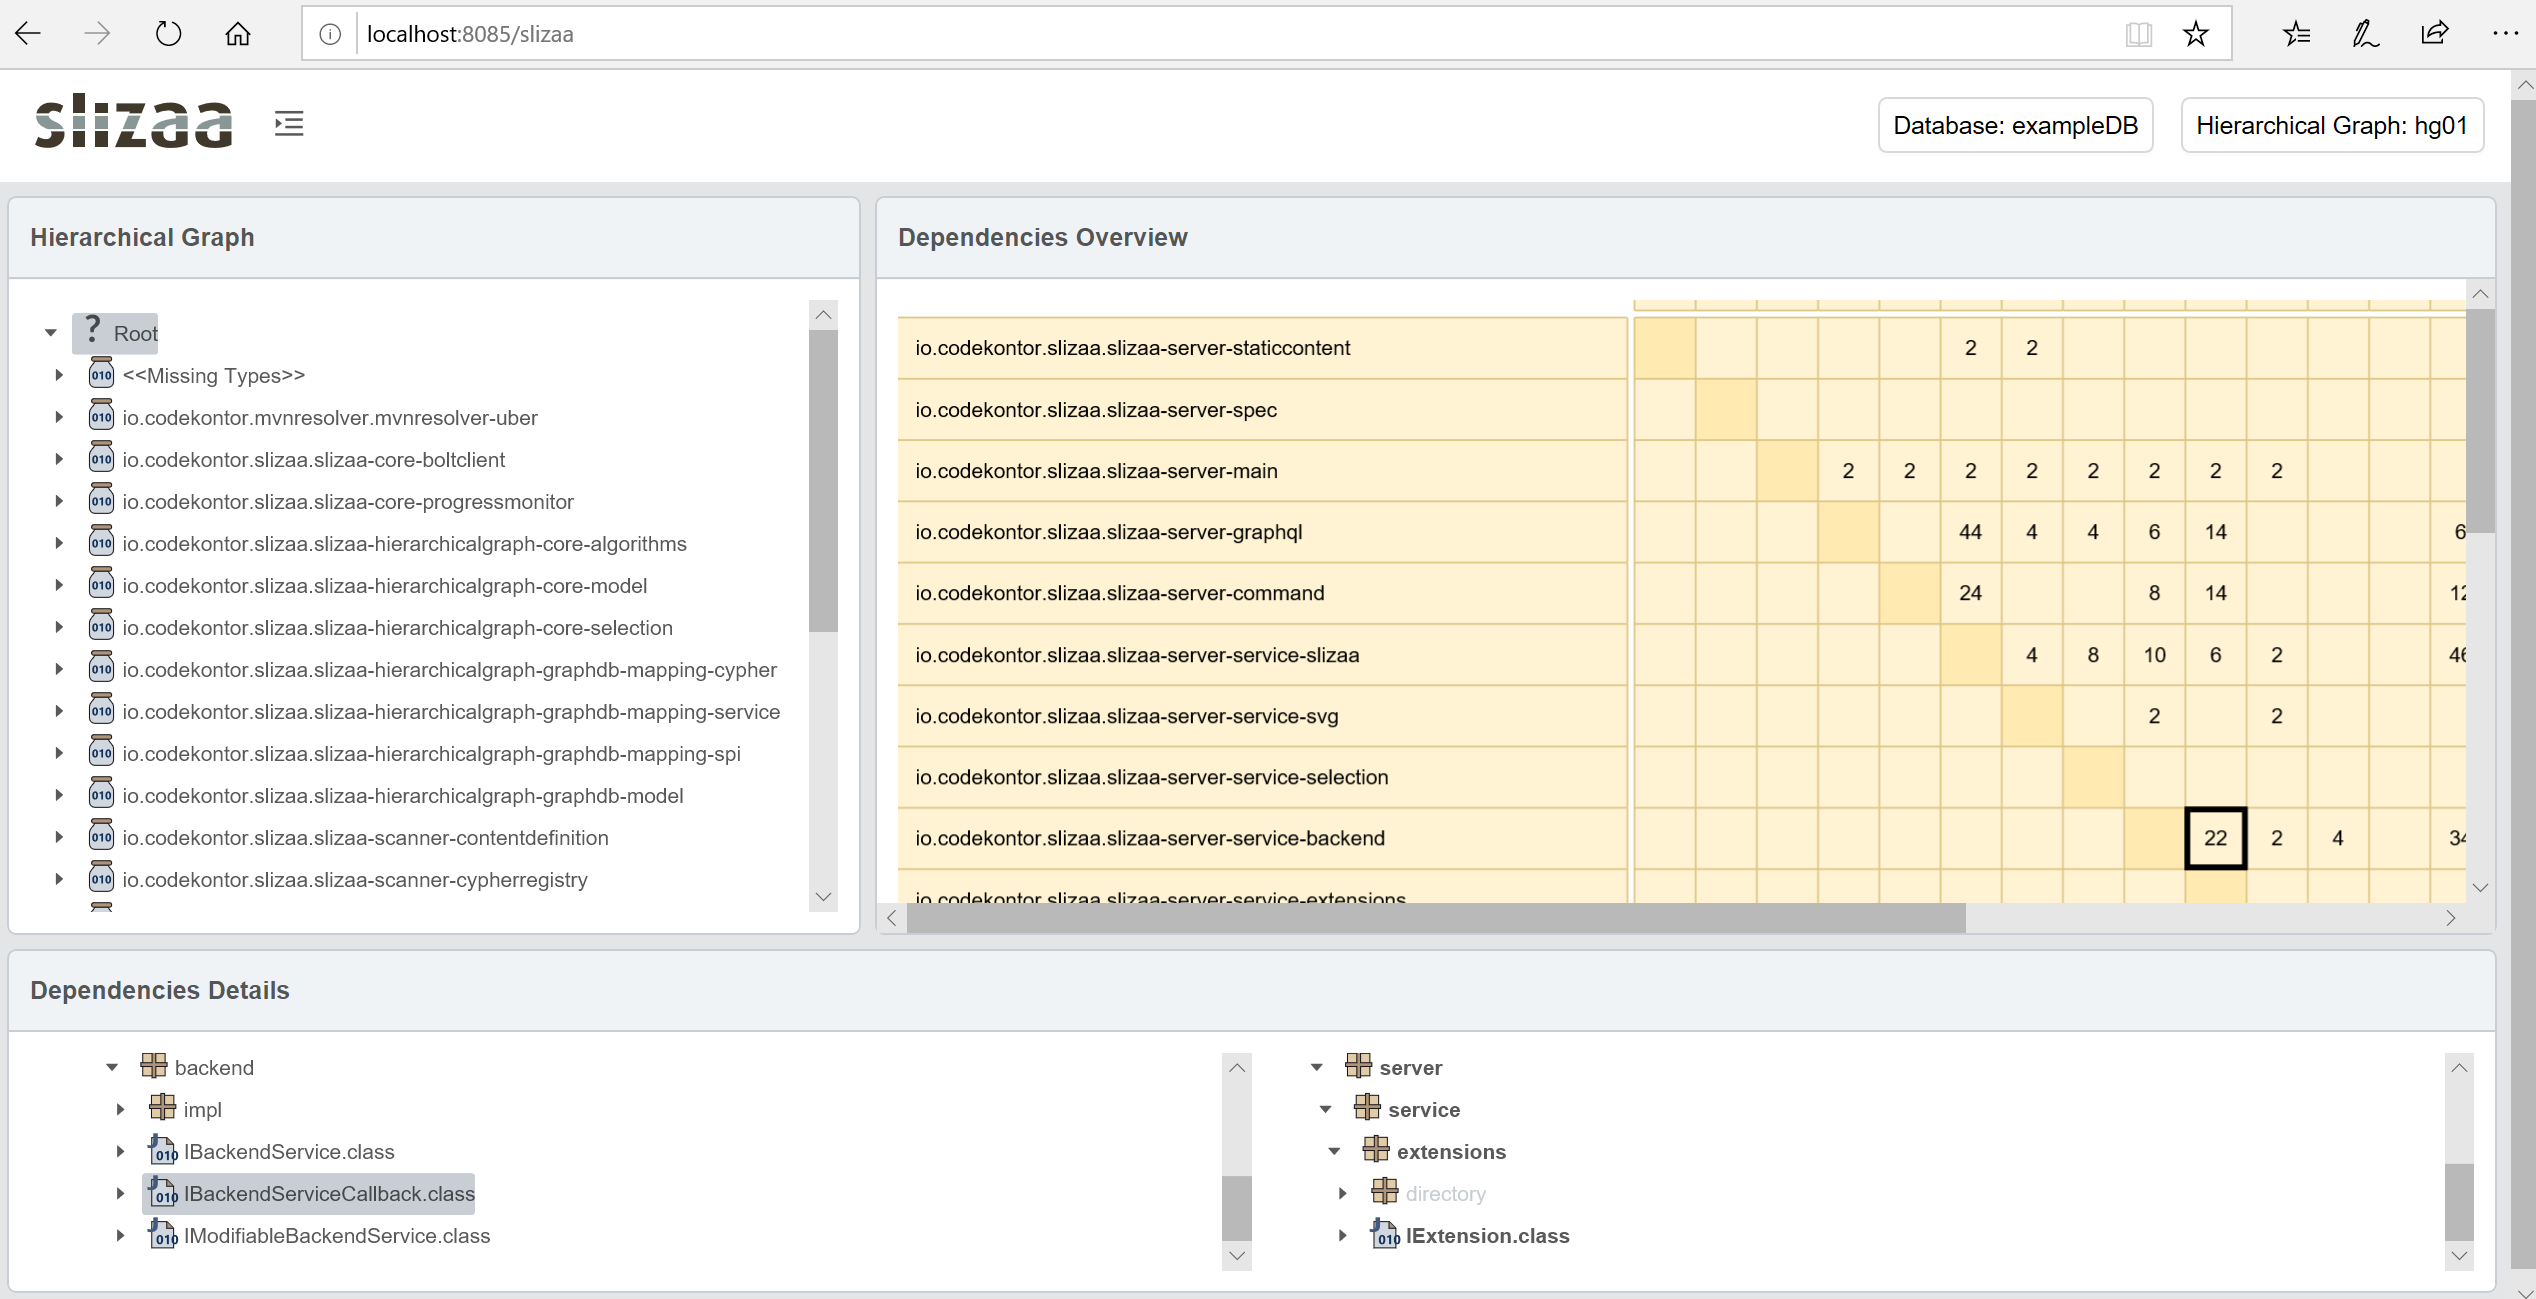 localhost:8085/slizaa
slizaa
Database: exampleDB
Hierarchical Graph: hg01
Hierarchical Graph
? Root
<<Missing Types>>
io.codekontor.mvnresolver.mvnresolver-uber
io.codekontor.slizaa.slizaa-core-boltclient
io.codekontor.slizaa.slizaa-core-progressmonitor
io.codekontor.slizaa.slizaa-hierarchicalgraph-core-algorithms
io.codekontor.slizaa.slizaa-hierarchicalgraph-core-model
io.codekontor.slizaa.slizaa-hierarchicalgraph-core-selection
io.codekontor.slizaa.slizaa-hierarchicalgraph-graphdb-mapping-cypher
io.codekontor.slizaa.slizaa-hierarchicalgraph-graphdb-mapping-service
io.codekontor.slizaa.slizaa-hierarchicalgraph-graphdb-mapping-spi
io.codekontor.slizaa.slizaa-hierarchicalgraph-graphdb-model
io.codekontor.slizaa.slizaa-scanner-contentdefinition
io.codekontor.slizaa.slizaa-scanner-cypherregistry
Dependencies Overview
io.codekontor.slizaa.slizaa-server-staticcontent 2 2
io.codekontor.slizaa.slizaa-server-spec
io.codekontor.slizaa.slizaa-server-main 2 2 2 2 2 2 2 2
io.codekontor.slizaa.slizaa-server-graphql 44 4 4 6 14 6
io.codekontor.slizaa.slizaa-server-command 24 8 14 12
io.codekontor.slizaa.slizaa-server-service-slizaa 4 8 10 6 2 46
io.codekontor.slizaa.slizaa-server-service-svg 2 2
io.codekontor.slizaa.slizaa-server-service-selection
io.codekontor.slizaa.slizaa-server-service-backend 22 2 4 34
io.codekontor.slizaa.slizaa-server-service-extensions
Dependencies Details
backend
impl
IBackendService.class
IBackendServiceCallback.class
IModifiableBackendService.class
server
service
extensions
directory
IExtension.class